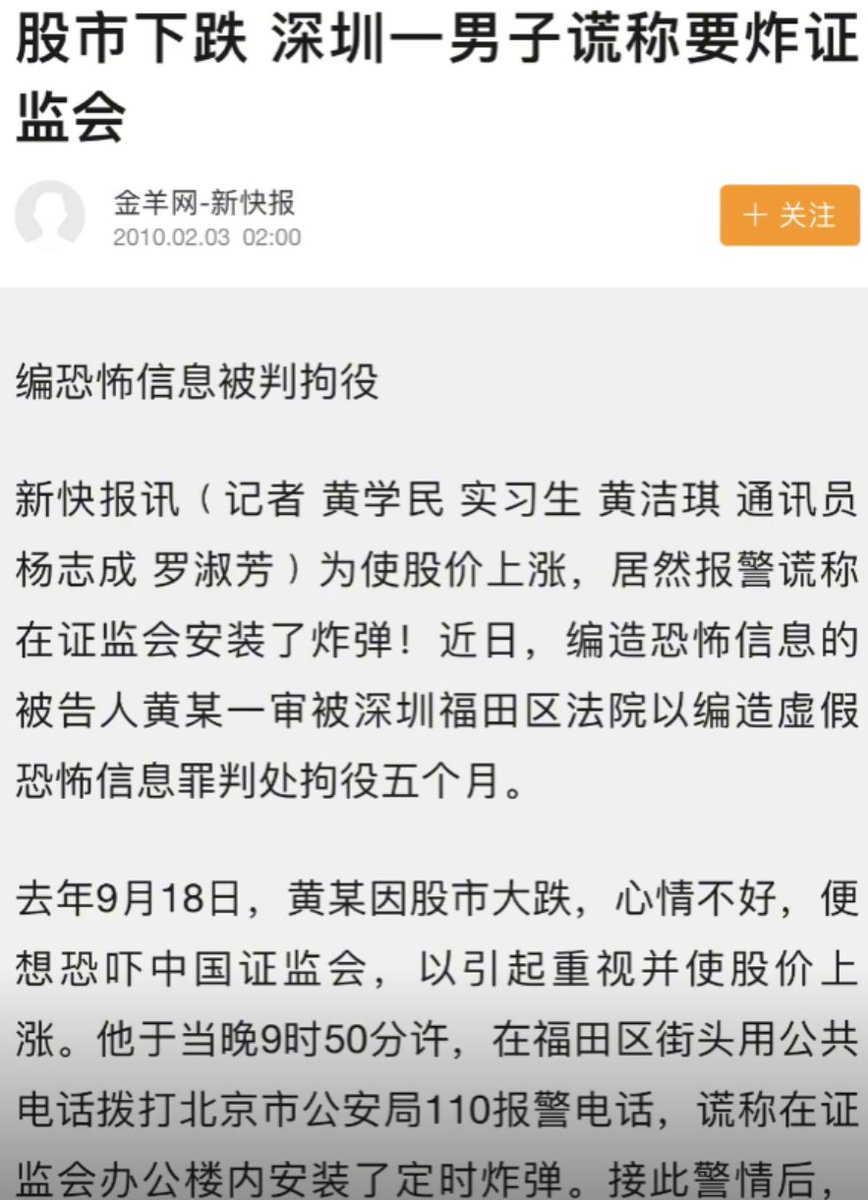 股市下跌 深圳一男子谎称要炸证
监会
金羊网-新快报
2010.02.03 02:00
+ 关注
编恐怖信息被判拘役
新快报讯（记者 黄学民 实习生 黄洁琪 通讯员
杨志成 罗淑芳）为使股价上涨，居然报警谎称
在证监会安装了炸弹！近日，编造恐怖信息的
被告人黄某一审被深圳福田区法院以编造虚假
恐怖信息罪判处拘役五个月。
去年9月18日，黄某因股市大跌，心情不好，便
想恐吓中国证监会，以引起重视并使股价上
涨。他于当晚9时50分许，在福田区街头用公共
电话拨打北京市公安局110报警电话，谎称在证
监会办公楼内安装了定时炸弹。接此警情后，